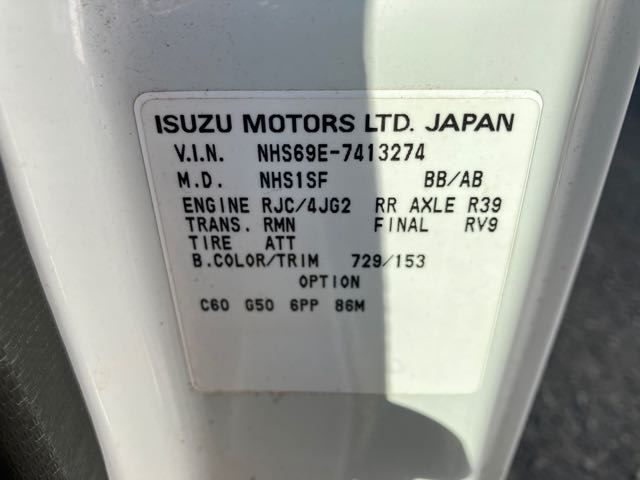 ISUZU MOTORS LTD. JAPAN
V.I.N. NHS69E-7413274
M.D. NHS1SF BB/AB
ENGINE RJC/4JG2 RR AXLE R39
TRANS. RMN FINAL RV9
TIRE ATT
B.COLOR/TRIM 729/153
OPTION
C60 G50 6PP 86M